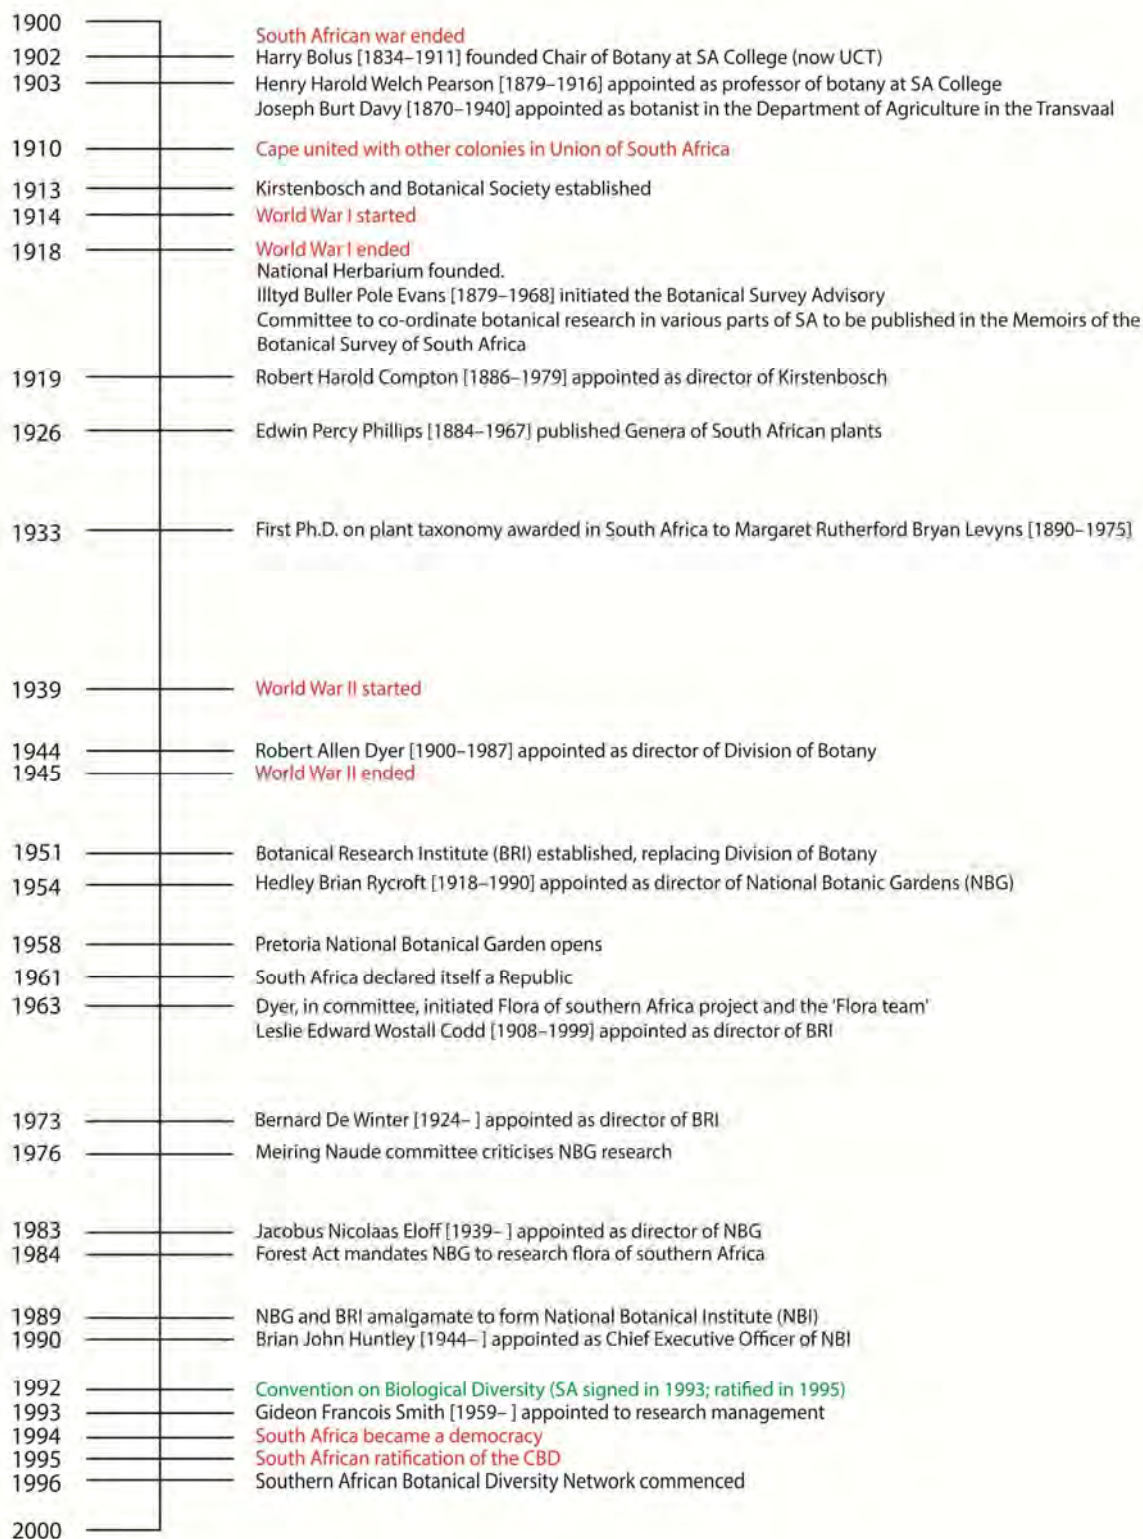 1900
South African war ended
1902 Harry Bolus [1834–1911] founded Chair of Botany at SA College (now UCT)
1903 Henry Harold Welch Pearson [1879–1916] appointed as professor of botany at SA College
Joseph Burt Davy [1870–1940] appointed as botanist in the Department of Agriculture in the Transvaal
1910 Cape united with other colonies in Union of South Africa
1913 Kirstenbosch and Botanical Society established
1914 World War I started
1918 World War I ended
National Herbarium founded.
Illtyd Buller Pole Evans [1879–1968] initiated the Botanical Survey Advisory
Committee to co-ordinate botanical research in various parts of SA to be published in the Memoirs of the
Botanical Survey of South Africa
1919 Robert Harold Compton [1886–1979] appointed as director of Kirstenbosch
1926 Edwin Percy Phillips [1884–1967] published Genera of South African plants
1933 First Ph.D. on plant taxonomy awarded in South Africa to Margaret Rutherford Bryan Levyns [1890–1975]
1939 World War II started
1944 Robert Allen Dyer [1900–1987] appointed as director of Division of Botany
1945 World War II ended
1951 Botanical Research Institute (BRI) established, replacing Division of Botany
1954 Hedley Brian Rycroft [1918–1990] appointed as director of National Botanic Gardens (NBG)
1958 Pretoria National Botanical Garden opens
1961 South Africa declared itself a Republic
1963 Dyer, in committee, initiated Flora of southern Africa project and the 'Flora team'
Leslie Edward Wostall Codd [1908–1999] appointed as director of BRI
1973 Bernard De Winter [1924– ] appointed as director of BRI
1976 Meiring Naude committee criticises NBG research
1983 Jacobus Nicolaas Eloff [1939– ] appointed as director of NBG
1984 Forest Act mandates NBG to research flora of southern Africa
1989 NBG and BRI amalgamate to form National Botanical Institute (NBI)
1990 Brian John Huntley [1944– ] appointed as Chief Executive Officer of NBI
1992 Convention on Biological Diversity (SA signed in 1993; ratified in 1995)
1993 Gideon Francois Smith [1959– ] appointed to research management
1994 South Africa became a democracy
1995 South African ratification of the CBD
1996 Southern African Botanical Diversity Network commenced
2000